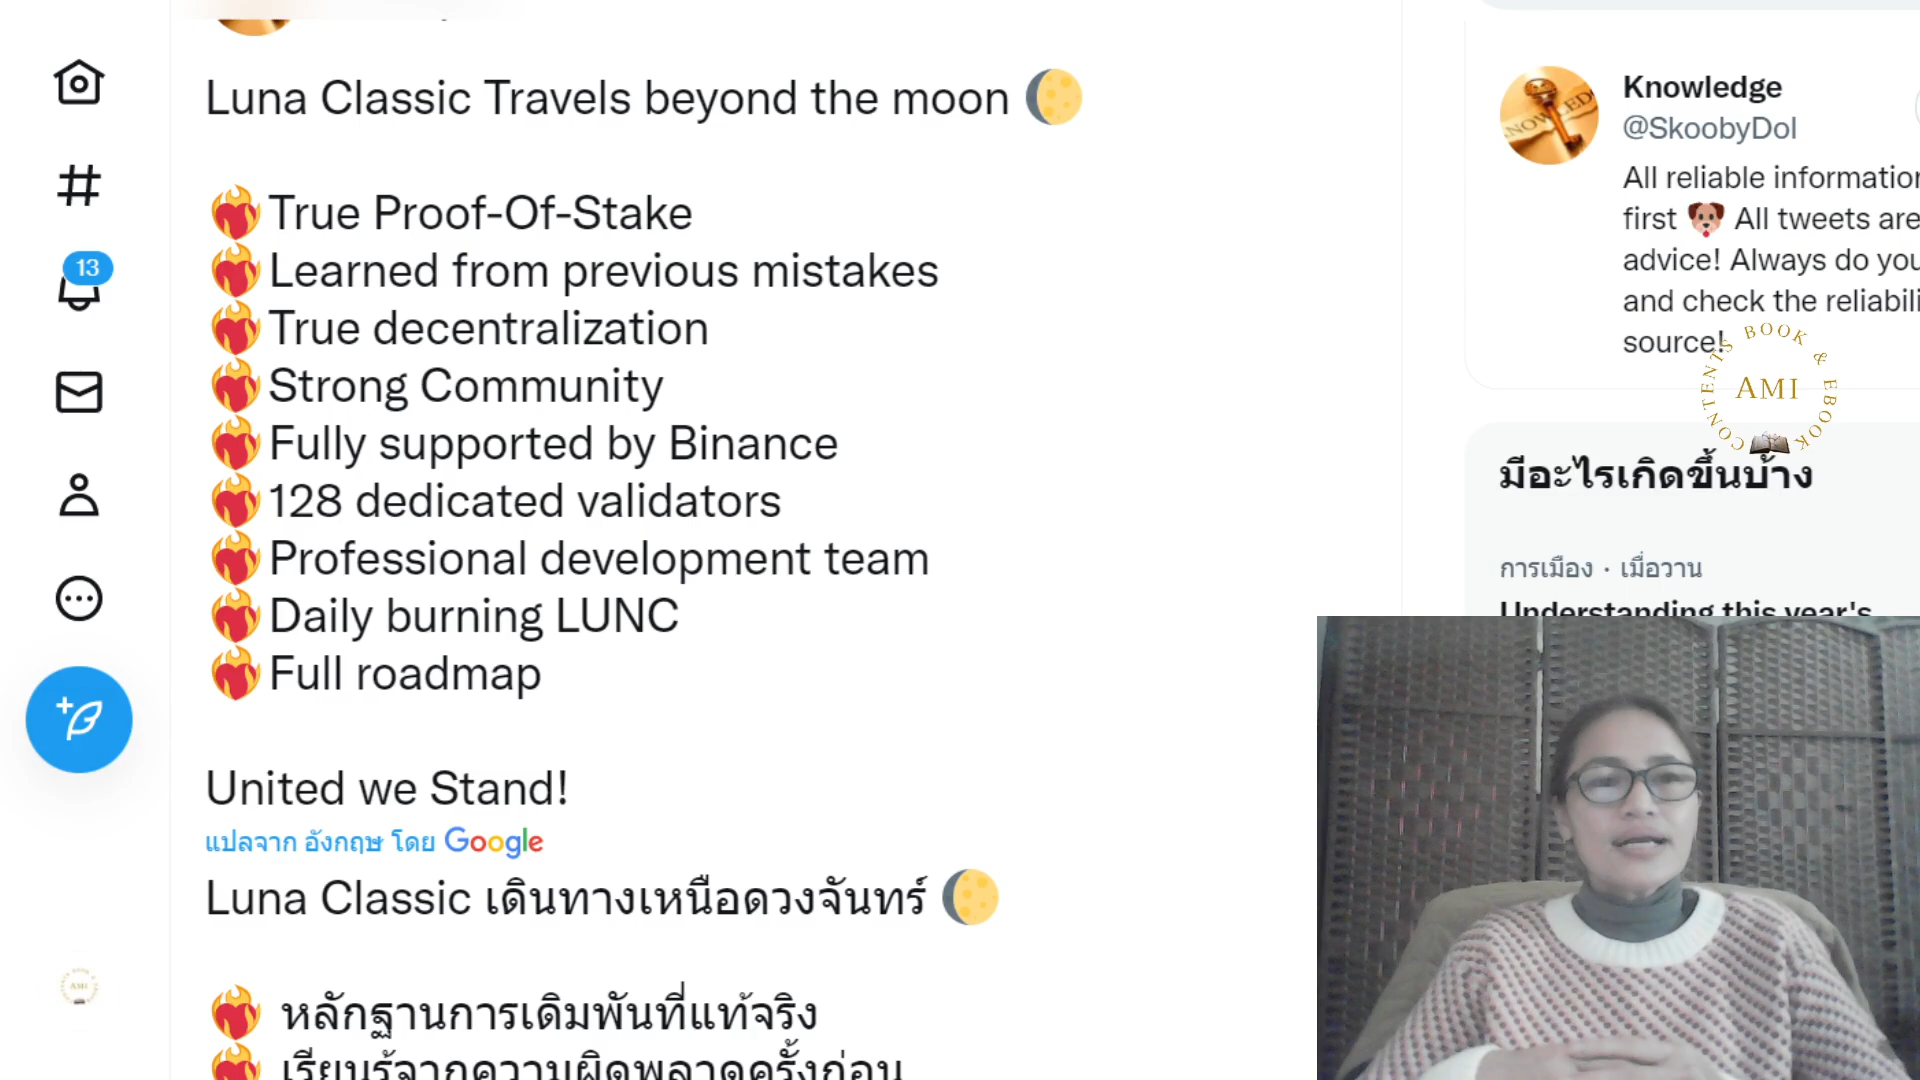 Luna Classic Travels beyond the moon
True Proof-Of-Stake
Learned from previous mistakes
True decentralization
Strong Community
Fully supported by Binance
128 dedicated validators
Professional development team
Daily burning LUNC
Full roadmap
United we Stand!
แปลจาก อังกฤษ โดย Google
Luna Classic เดินทางเหนือดวงจันทร์
หลักฐานการเดิมพันที่แท้จริง
เรียนรู้จากความผิดพลาดครั้งก่อน
13
Knowledge
@SkoobyDol
All reliable information
first All tweets are
advice! Always do you
and check the reliabili
source!
CONTENTS BOOK & EBOOK
AMI
มีอะไรเกิดขึ้นบ้าง
การเมือง · เมื่อวาน
Understanding this year's